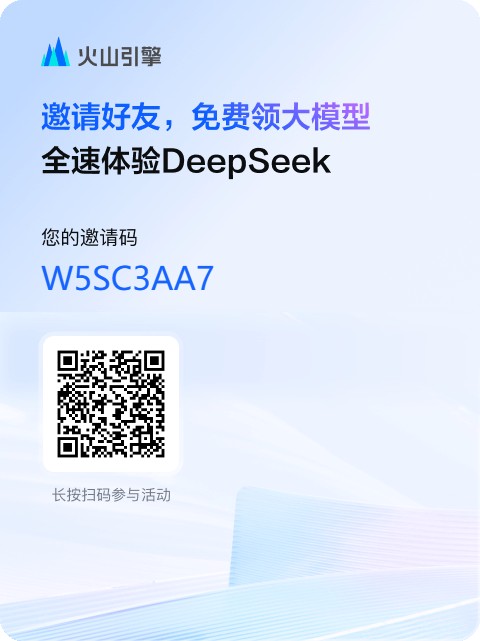 火山引擎
邀请好友，免费领大模型
全速体验DeepSeek
您的邀请码
W5SC3AA7
长按扫码参与活动